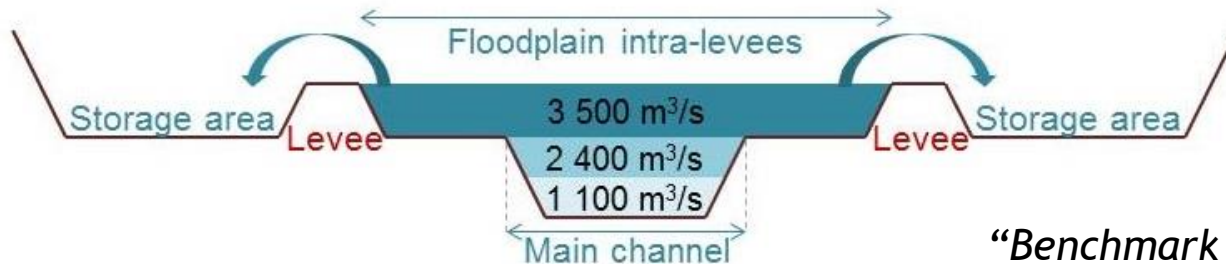 Floodplain intra-levees
Storage area
Levee
3 500 m³/s
2 400 m³/s
1 100 m³/s
Levee
Storage area
Main channel
“Benchmark